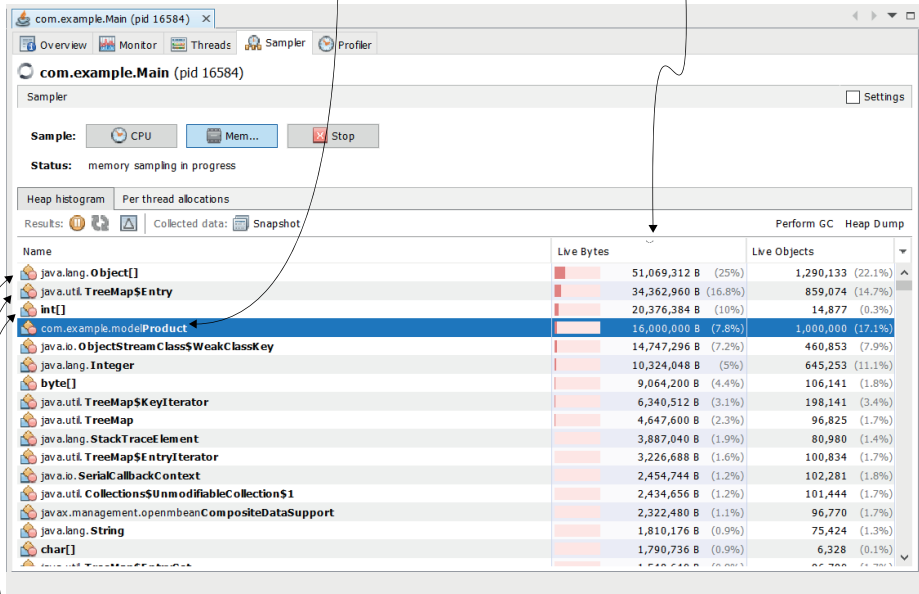 com.example.Main (pid 16584) ×
Overview Monitor Threads Sampler Profiler
com.example.Main (pid 16584)
Sampler Settings
Sample: CPU Mem... Stop
Status: memory sampling in progress
Heap histogram Per thread allocations
Results: Collected data: Snapshot Perform GC Heap Dump
Name Live Bytes Live Objects
java.lang.Object[] 51,069,312 B (25%) 1,290,133 (22.1%)
java.util.TreeMap$Entry 34,362,960 B (16.8%) 859,074 (14.7%)
int[] 20,376,384 B (10%) 14,877 (0.3%)
com.example.modelProduct 16,000,000 B (7.8%) 1,000,000 (17.1%)
java.io.ObjectStreamClass$WeakClassKey 14,747,296 B (7.2%) 460,853 (7.9%)
java.lang.Integer 10,324,048 B (5%) 645,253 (11.1%)
byte[] 9,064,200 B (4.4%) 106,141 (1.8%)
java.util.TreeMap$KeyIterator 6,340,512 B (3.1%) 198,141 (3.4%)
java.util.TreeMap 4,647,600 B (2.3%) 96,825 (1.7%)
java.lang.StackTraceElement 3,887,040 B (1.9%) 80,980 (1.4%)
java.util.TreeMap$EntryIterator 3,226,688 B (1.6%) 100,834 (1.7%)
java.io.SerialCallbackContext 2,454,744 B (1.2%) 102,281 (1.8%)
java.util.Collections$UnmodifiableCollection$1 2,434,656 B (1.2%) 101,444 (1.7%)
javax.management.openmbeanCompositeDataSupport 2,322,480 B (1.1%) 96,770 (1.7%)
java.lang.String 1,810,176 B (0.9%) 75,424 (1.3%)
char[] 1,790,736 B (0.9%) 6,328 (0.1%)